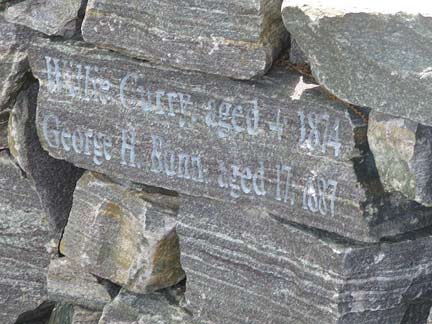 Willie Curry, aged 4, 1874
George H. Bunn, aged 17, 1887